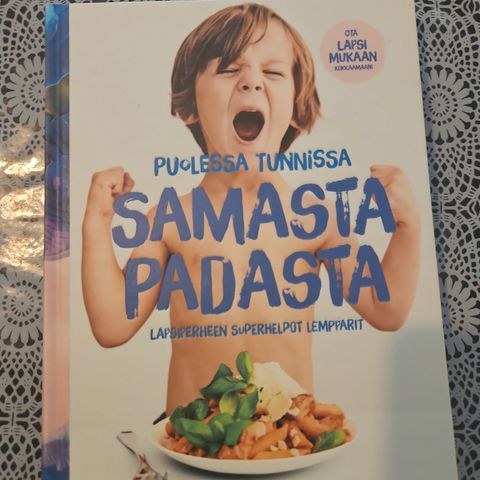 OTA
LAPSI
MUKAAN
KOKKAAMAAN!
PUOLESSA TUNNISSA
SAMASTA
PADASTA
LAPSIPERHEEN SUPERHELPOT LEMPPARIT